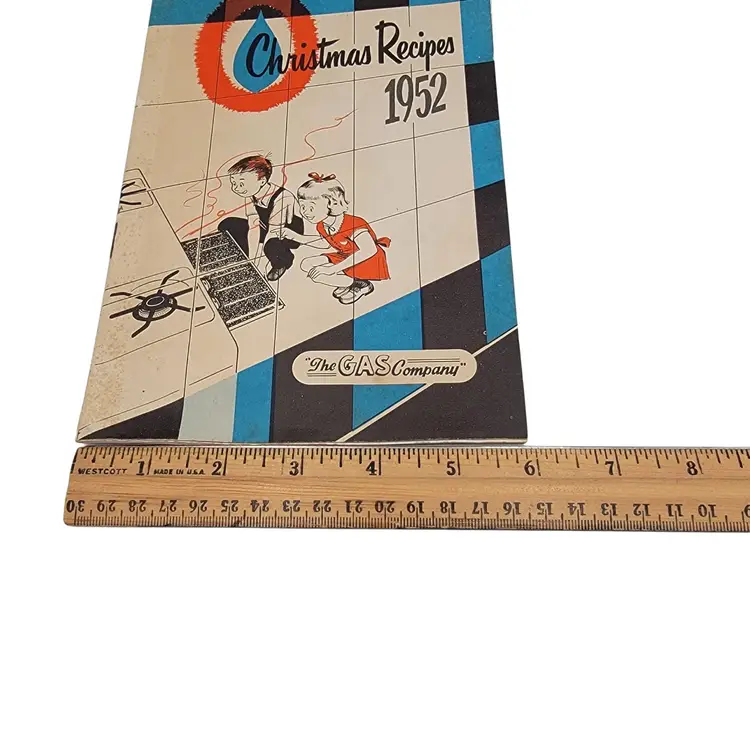 Christmas Recipes
1952
"The GAS Company"
WESTCOTT 1 MADE IN U.S.A. 2 3 4 5 6 7 8
30 29 28 27 26 25 24 23 22 21 20 19 18 17 16 15 14 13 12 11 10 9